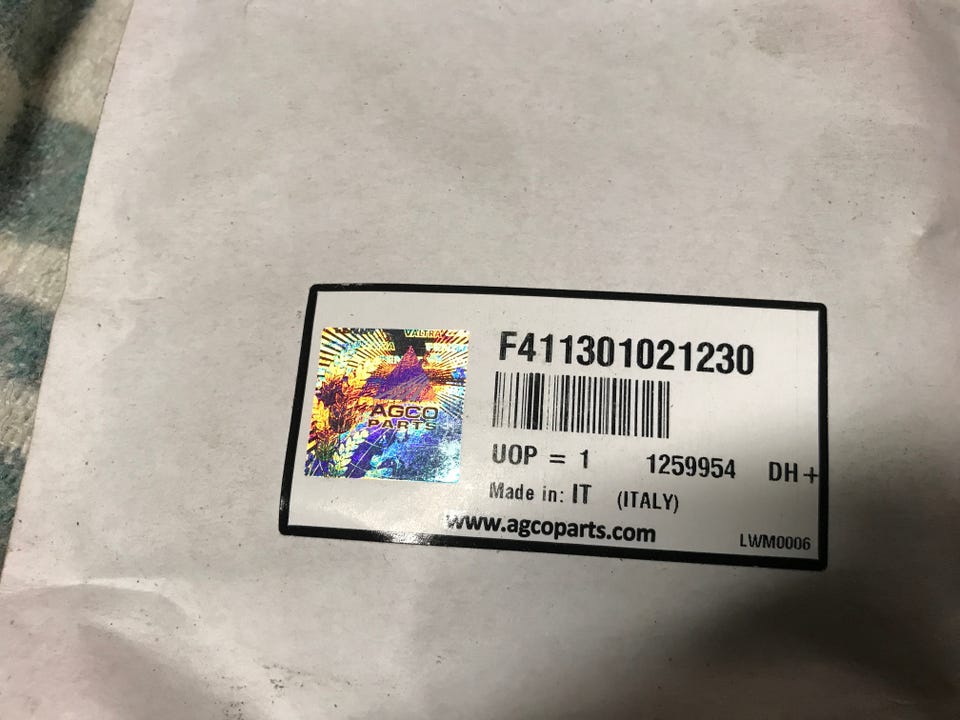 VALTRA
AGCO
PARTS
F411301021230
UOP = 1 1259954 DH+
Made in: IT (ITALY)
www.agcoparts.com
LWM0006